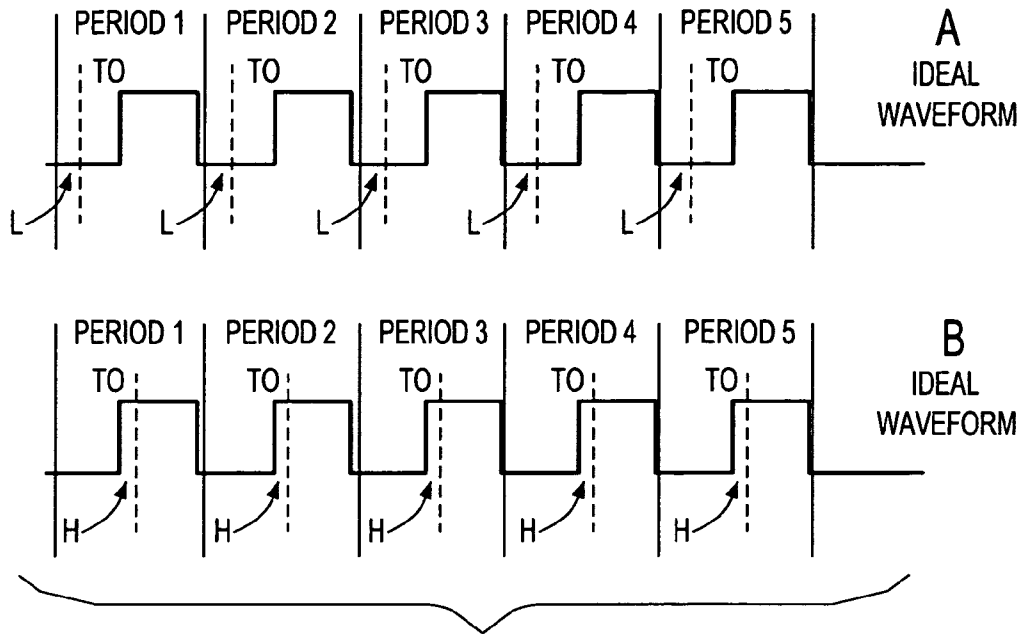 PERIOD 1 PERIOD 2 PERIOD 3 PERIOD 4 PERIOD 5
A
IDEAL
WAVEFORM
TO TO TO TO TO
L L L L L
PERIOD 1 PERIOD 2 PERIOD 3 PERIOD 4 PERIOD 5
B
IDEAL
WAVEFORM
TO TO TO TO TO
H H H H H